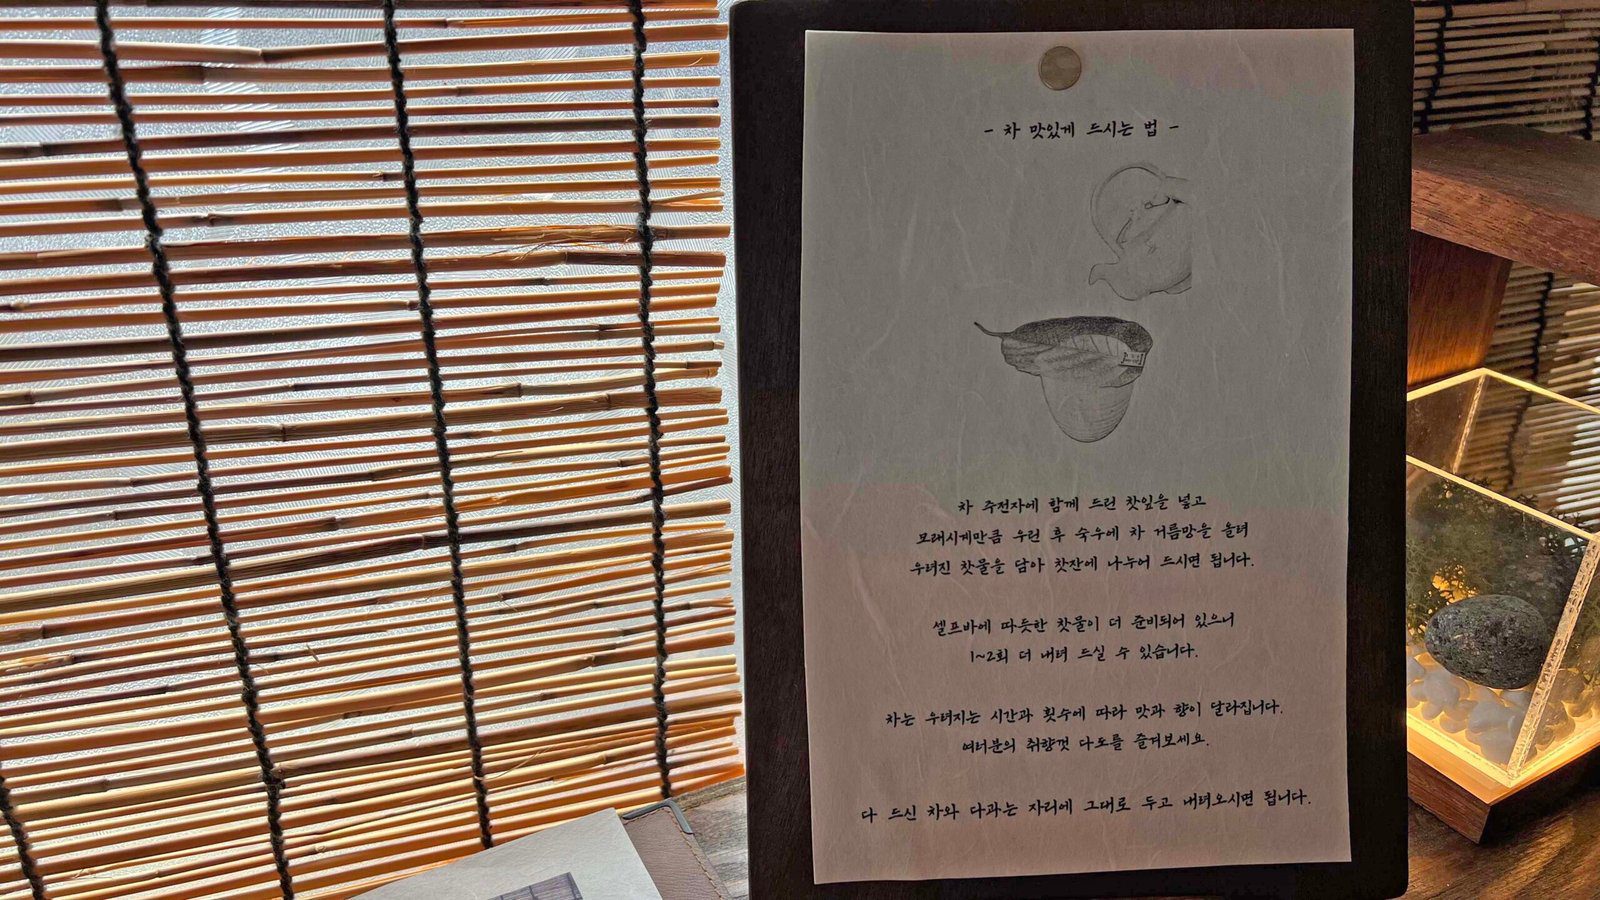 - 차 맛있게 드시는 법 -
차 주전자에 함께 드린 찻잎을 넣고
모래시계만큼 우린 후 숙우에 차 거름망을 올려
우려진 찻물을 담아 찻잔에 나누어 드시면 됩니다.
셀프바에 따듯한 찻물이 더 준비되어 있으니
1~2회 더 내려 드실 수 있습니다.
차는 우려지는 시간과 횟수에 따라 맛과 향이 달라집니다.
여러분의 취향껏 다도를 즐겨보세요.
다 드신 차와 다과는 자리에 그대로 두고 내려오시면 됩니다.